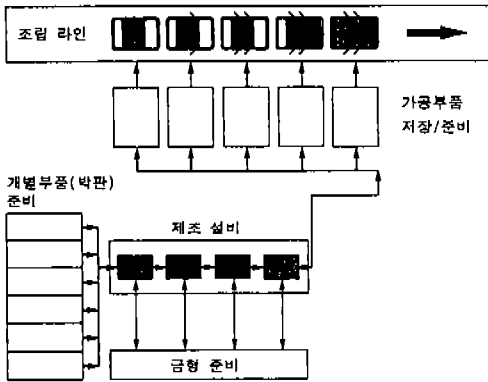 조립 라인
가공부품
저장/준비
개별부품(박판)
준비
제조 설비
금형 준비